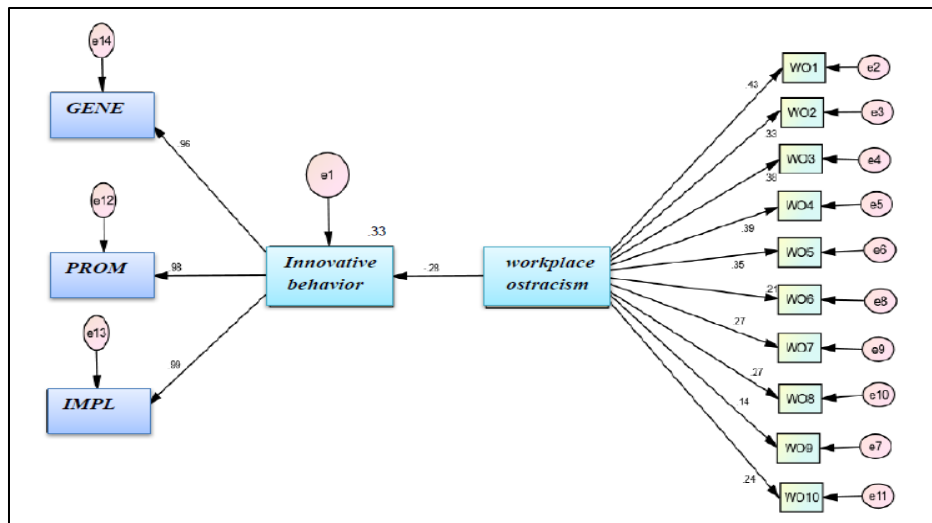 e14
GENE
.96
e12
PROM
.98
e13
IMPL
.99
e1
.33
Innovative
behavior
-.28
workplace
ostracism
.43
WO1
e2
.33
WO2
e3
.38
WO3
e4
.39
WO4
e5
.35
WO5
e6
.21
WO6
e8
.27
WO7
e9
.27
WO8
e10
.14
WO9
e7
.24
WO10
e11